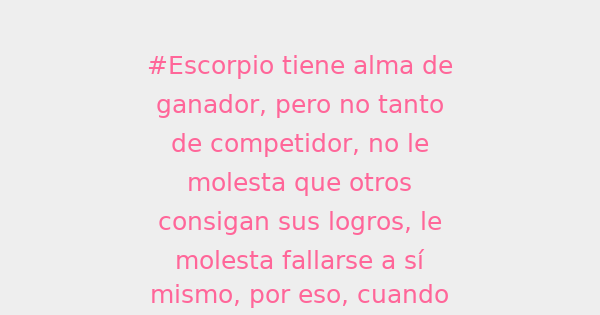 #Escorpio tiene alma de
ganador, pero no tanto
de competidor, no le
molesta que otros
consigan sus logros, le
molesta fallarse a sí
mismo, por eso, cuando